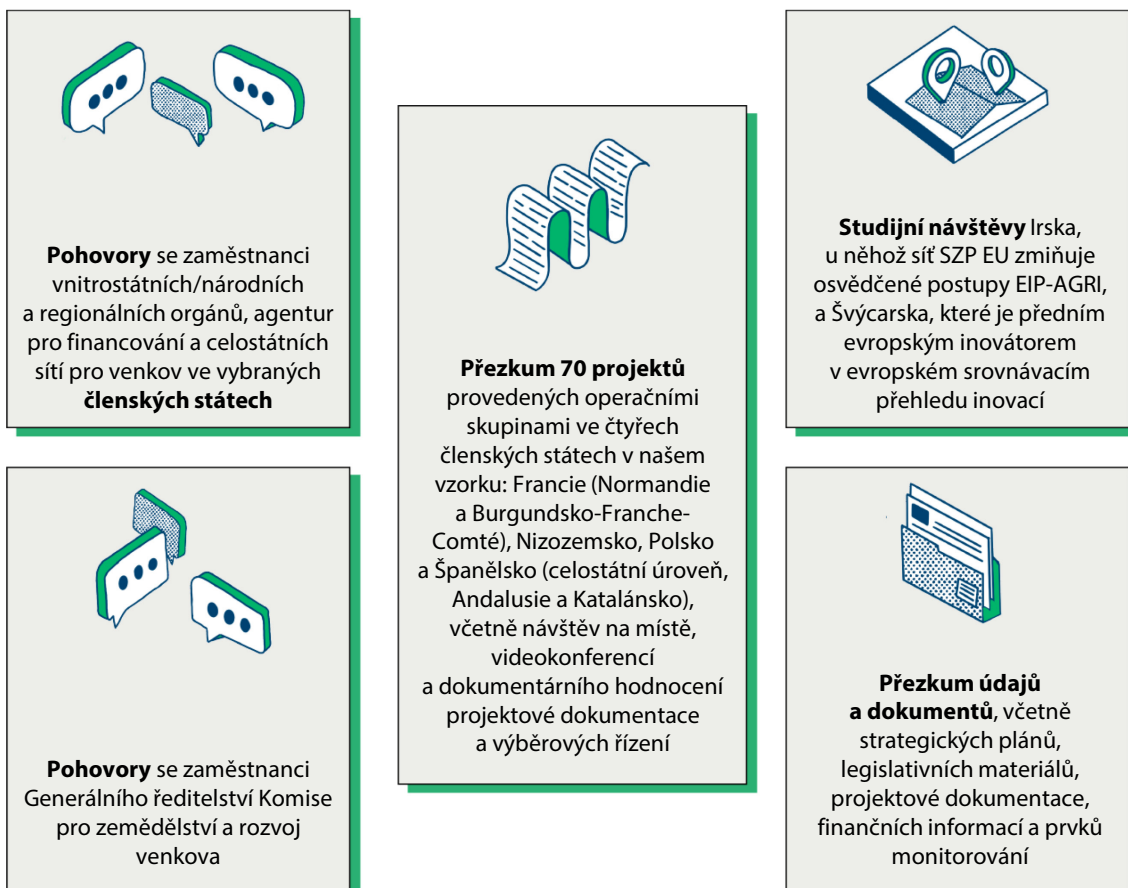 Pohovory se zaměstnanci
vnitrostátních/národních
a regionálních orgánů, agentur
pro financování a celostátních
sítí pro venkov ve vybraných
členských státech
Pohovory se zaměstnanci
Generálního ředitelství Komise
pro zemědělství a rozvoj
venkova
Přezkum 70 projektů
provedených operačními
skupinami ve čtyřech
členských státech v našem
vzorku: Francie (Normandie
a Burgundsko-Franche-
Comté), Nizozemsko, Polsko
a Španělsko (celostátní úroveň,
Andalusie a Katalánsko),
včetně návštěv na místě,
videokonferencí
a dokumentárního hodnocení
projektové dokumentace
a výběrových řízení
Studijní návštěvy Irska,
u něhož síť SZP EU zmiňuje
osvědčené postupy EIP-AGRI,
a Švýcarska, které je předním
evropským inovátorem
v evropském srovnávacím
přehledu inovací
Přezkum údajů
a dokumentů, včetně
strategických plánů,
legislativních materiálů,
projektové dokumentace,
finančních informací a prvků
monitorování